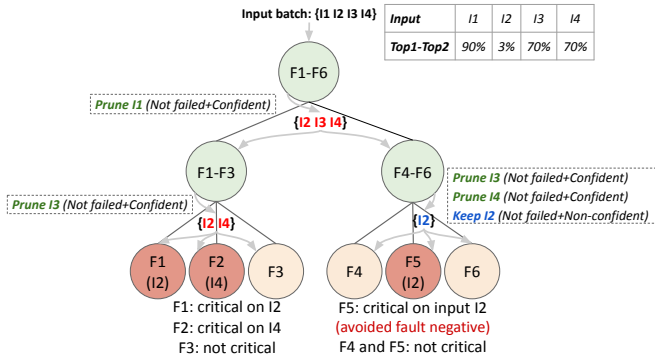 Input batch: {I1 I2 I3 I4}
Input I1 I2 I3 I4
Top1-Top2 90% 3% 70% 70%
F1-F6
Prune I1 (Not failed+Confident)
{I2 I3 I4}
F1-F3
F4-F6
Prune I3 (Not failed+Confident)
Prune I4 (Not failed+Confident)
Keep I2 (Not failed+Non-confident)
Prune I3 (Not failed+Confident)
{I2 I4}
{I2}
F1
(I2)
F2
(I4)
F3
F4
F5
(I2)
F6
F1: critical on I2
F2: critical on I4
F3: not critical
F5: critical on input I2
(avoided fault negative)
F4 and F5: not critical